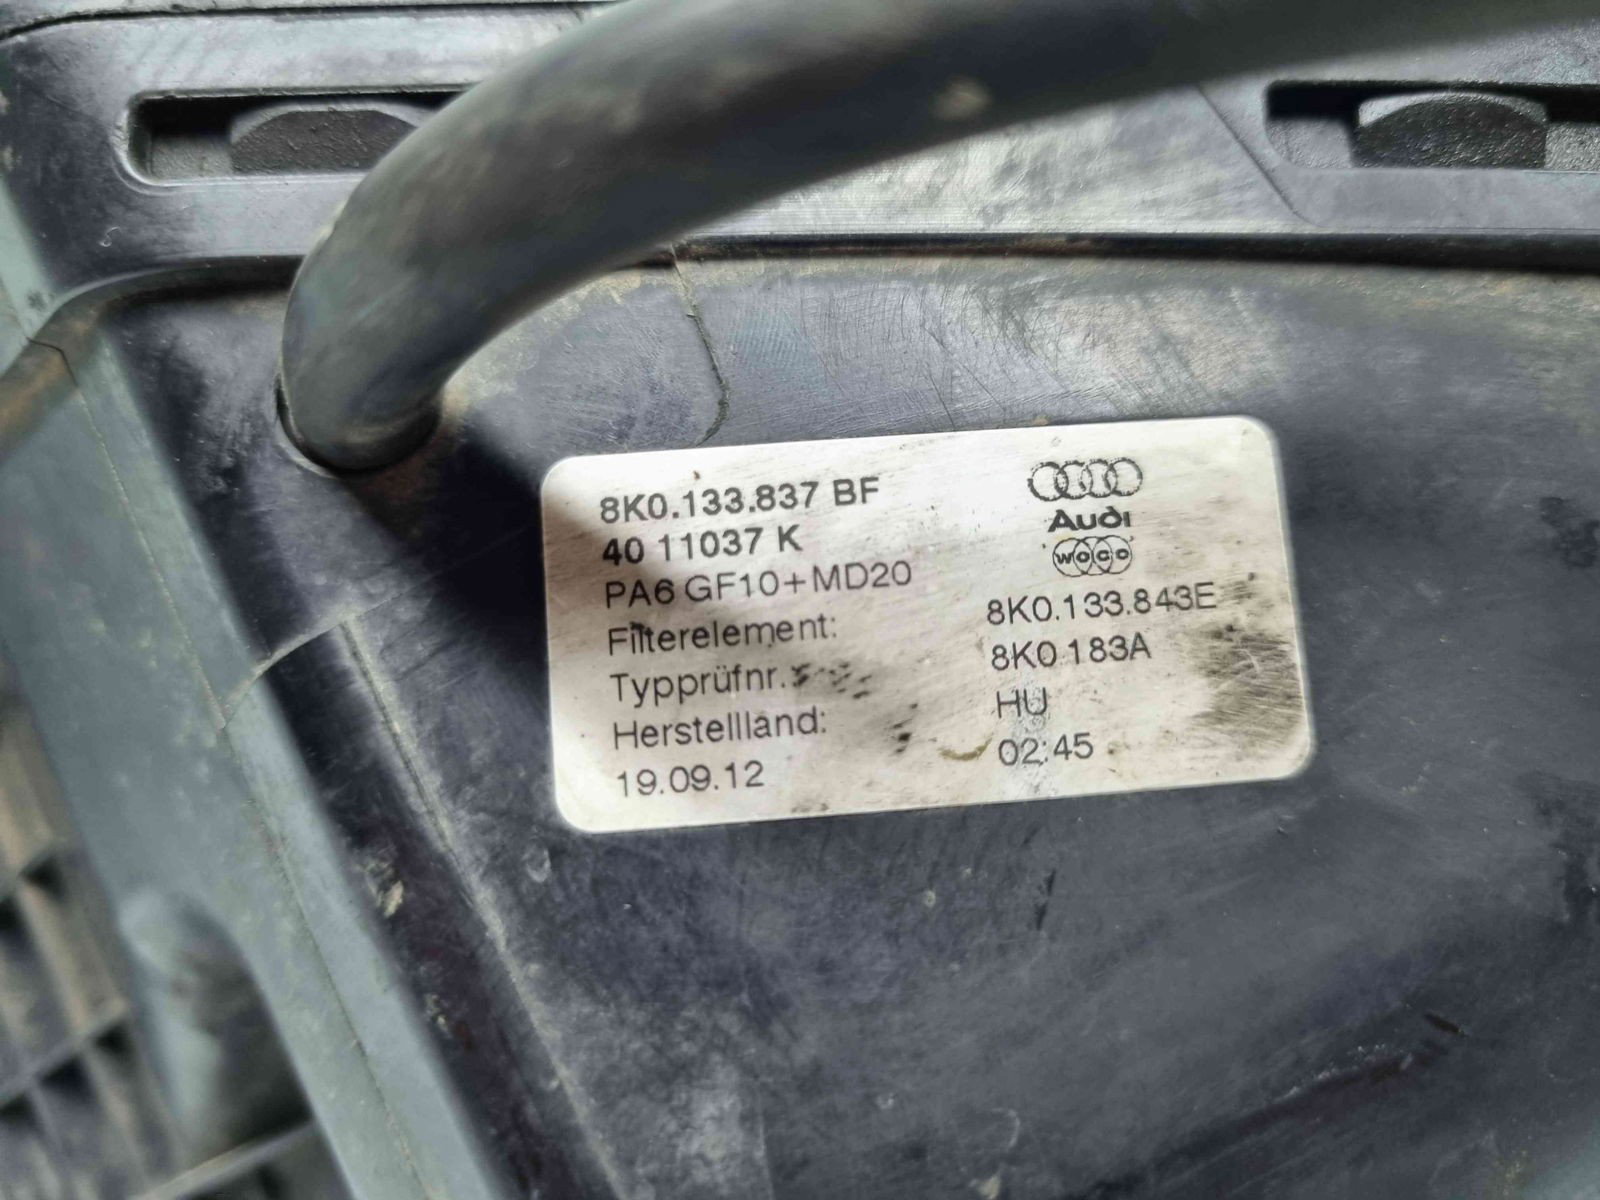 8K0.133.837 BF
40 11037 K
PA6 GF10+MD20
Audi
woco
Filterelement: 8K0.133.843E
Typprüfnr. 8K0 183A
Herstellland: HU
19.09.12 02:45